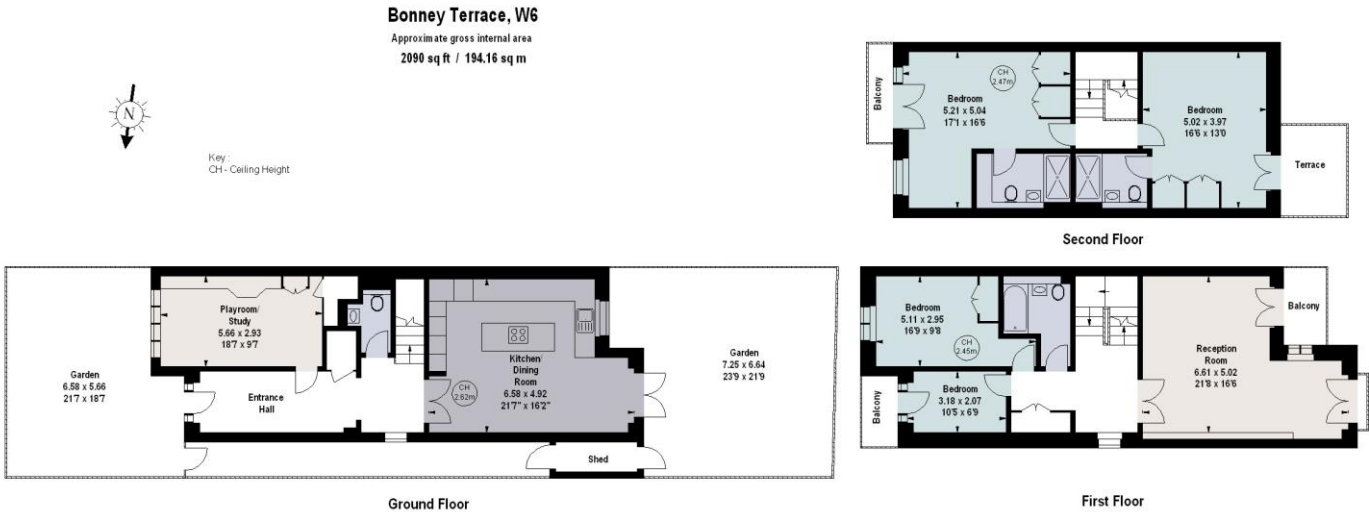 Bonney Terrace, W6
Approximate gross internal area
2090 sq ft / 194.16 sq m
N
Key :
CH - Ceiling Height
Balcony
Bedroom
5.21 x 5.04
17'1 x 16'6
CH
2.47m
Bedroom
5.02 x 3.97
16'6 x 13'0
Terrace
Second Floor
Garden
6.58 x 5.66
21'7 x 18'7
Playroom/
Study
5.66 x 2.93
18'7 x 9'7
Entrance
Hall
CH
2.62m
Kitchen/
Dining
Room
6.58 x 4.92
21'7" x 16'2"
Garden
7.25 x 6.64
23'9 x 21'9
Shed
Ground Floor
Bedroom
5.11 x 2.95
16'9 x 9'8
CH
2.45m
Balcony
Bedroom
3.18 x 2.07
10'5 x 6'9
Reception
Room
6.61 x 5.02
21'8 x 16'6
Balcony
First Floor